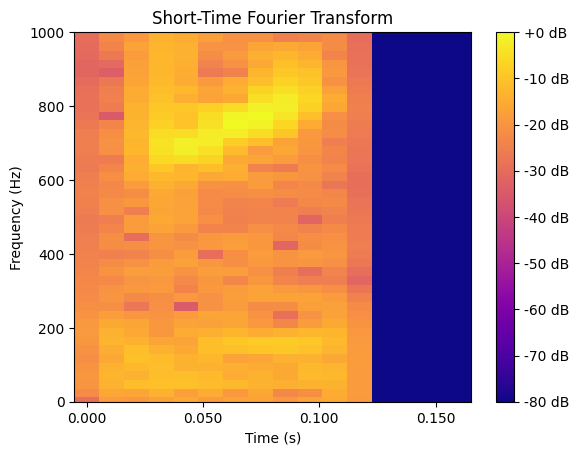 Short-Time Fourier Transform
Frequency (Hz)
1000
800
600
400
200
0
0.000
0.050
0.100
0.150
Time (s)
+0 dB
-10 dB
-20 dB
-30 dB
-40 dB
-50 dB
-60 dB
-70 dB
-80 dB